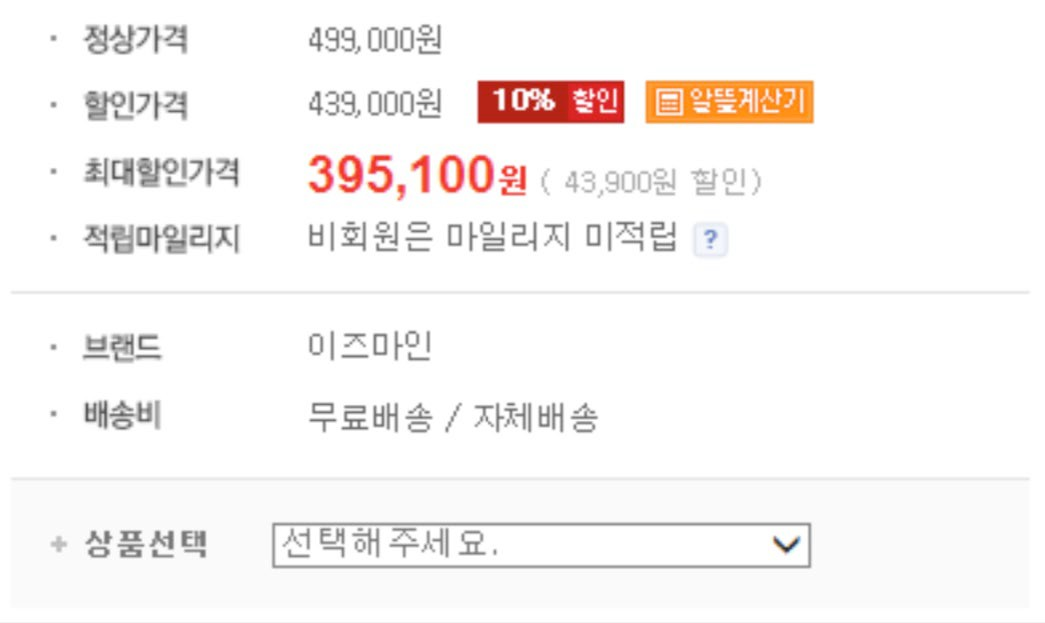 · 정상가격 499,000원
· 할인가격 439,000원 10% 할인 알뜰계산기
· 최대할인가격 395,100원 ( 43,900원 할인)
· 적립마일리지 비회원은 마일리지 미적립 ?
· 브랜드 이즈마인
· 배송비 무료배송 / 자체배송
+ 상품선택 선택해 주세요.